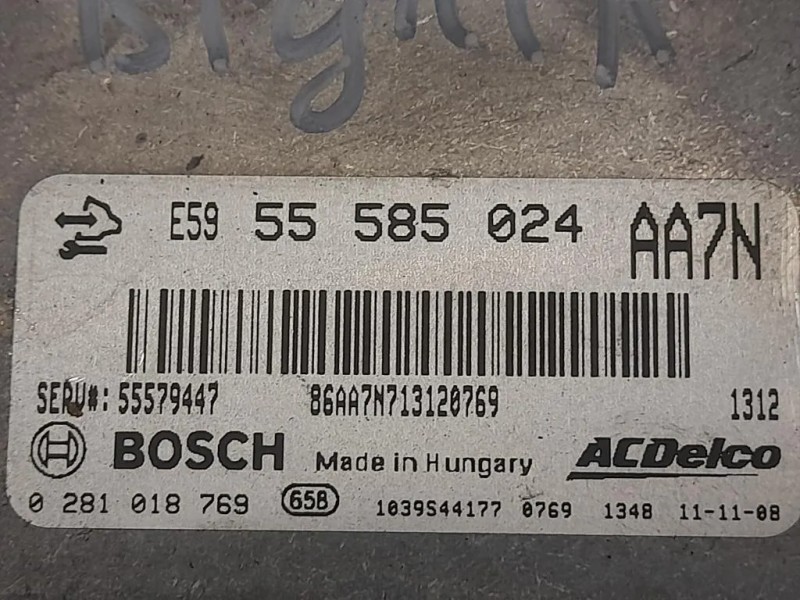 E59 55 585 024 AA7N
SERV#: 55579447 86AA7N713120769 1312
BOSCH Made in Hungary ACDelco
0 281 018 769 65B 1039S44177 0769 1348 11-11-08